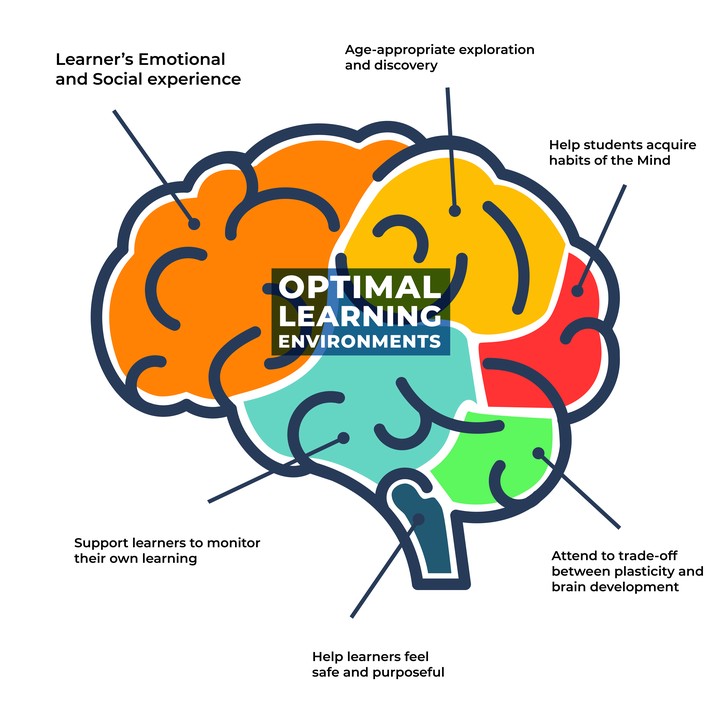 Learner’s Emotional
and Social experience
Age-appropriate exploration
and discovery
Help students acquire
habits of the Mind
OPTIMAL
LEARNING
ENVIRONMENTS
Support learners to monitor
their own learning
Attend to trade-off
between plasticity and
brain development
Help learners feel
safe and purposeful